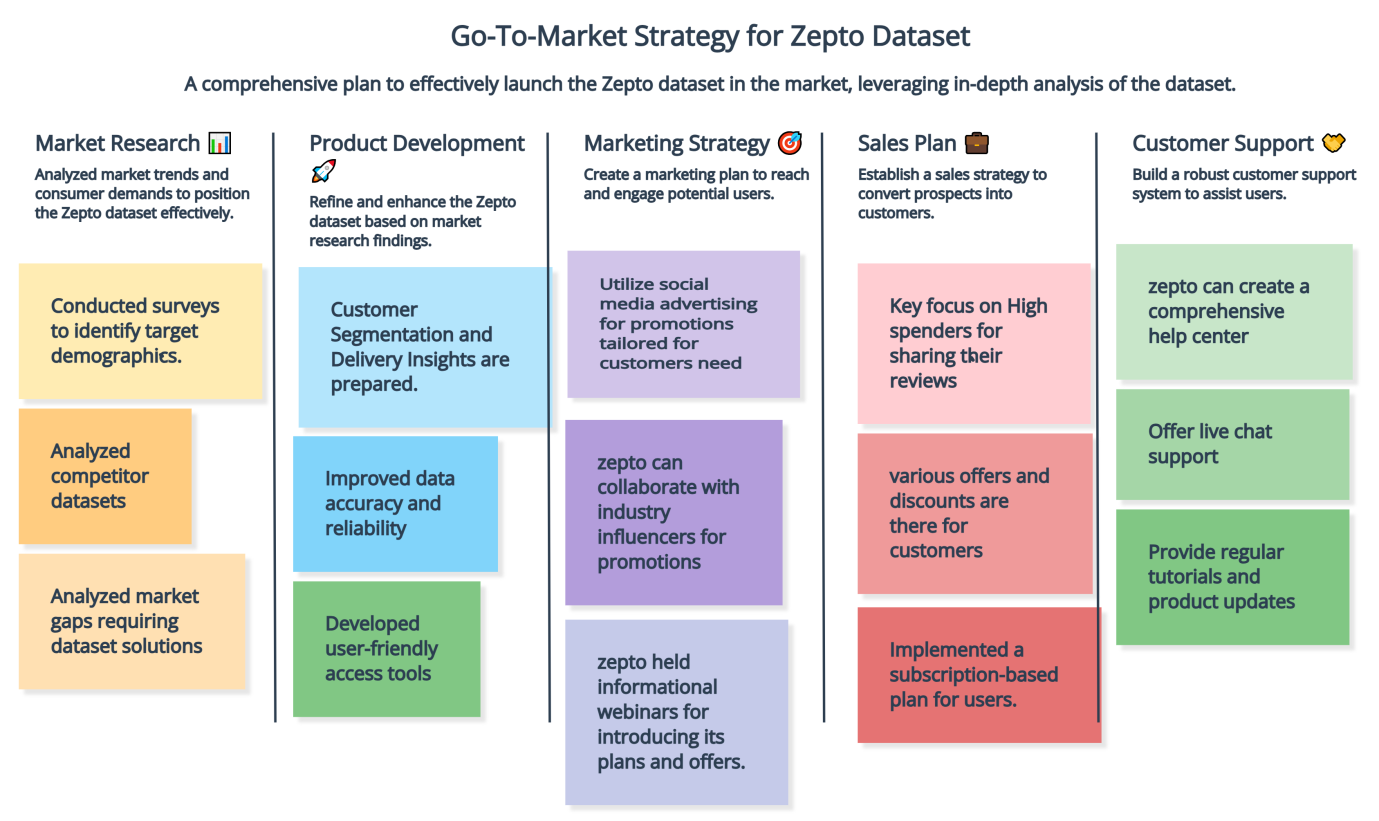 Go-To-Market Strategy for Zepto Dataset
A comprehensive plan to effectively launch the Zepto dataset in the market, leveraging in-depth analysis of the dataset.
Market Research 📊
Analyzed market trends and
consumer demands to position
the Zepto dataset effectively.
Conducted surveys
to identify target
demographics.
Analyzed
competitor
datasets
Analyzed market
gaps requiring
dataset solutions
Product Development
🚀
Refine and enhance the Zepto
dataset based on market
research findings.
Customer
Segmentation and
Delivery Insights are
prepared.
Improved data
accuracy and
reliability
Developed
user-friendly
access tools
Marketing Strategy 🎯
Create a marketing plan to reach
and engage potential users.
Utilize social
media advertising
for promotions
tailored for
customers need
zepto can
collaborate with
industry
influencers for
promotions
zepto held
informational
webinars for
introducing its
plans and offers.
Sales Plan 💼
Establish a sales strategy to
convert prospects into
customers.
Key focus on High
spenders for
sharing their
reviews
various offers and
discounts are
there for
customers
Implemented a
subscription-based
plan for users.
Customer Support 🤝
Build a robust customer support
system to assist users.
zepto can create a
comprehensive
help center
Offer live chat
support
Provide regular
tutorials and
product updates